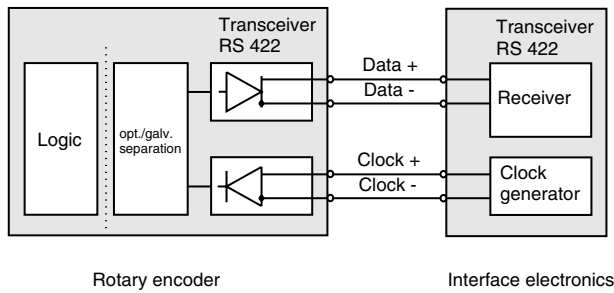 Transceiver
RS 422
Logic
opt./galv.
separation
Data +
Data -
Clock +
Clock -
Transceiver
RS 422
Receiver
Clock
generator
Rotary encoder
Interface electronics